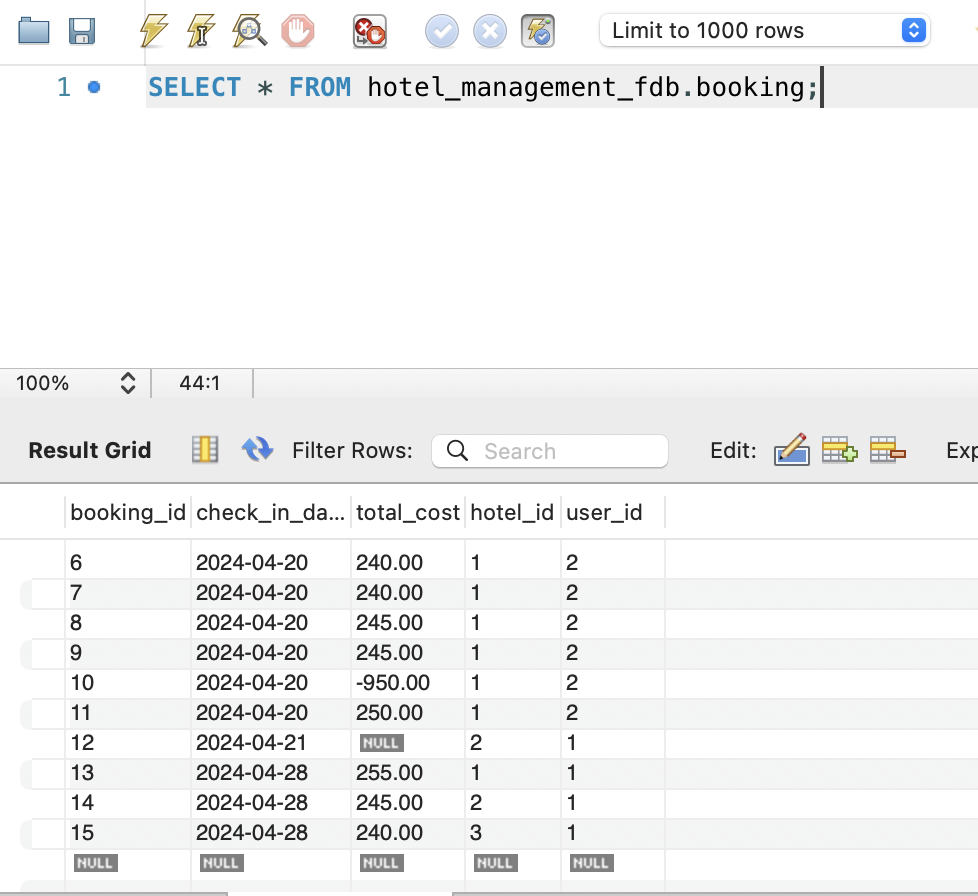 Limit to 1000 rows
1 SELECT * FROM hotel_management_fdb.booking;
100% 44:1
Result Grid Filter Rows: Search Edit: Exp
booking_id check_in_da... total_cost hotel_id user_id
6 2024-04-20 240.00 1 2
7 2024-04-20 240.00 1 2
8 2024-04-20 245.00 1 2
9 2024-04-20 245.00 1 2
10 2024-04-20 -950.00 1 2
11 2024-04-20 250.00 1 2
12 2024-04-21 NULL 2 1
13 2024-04-28 255.00 1 1
14 2024-04-28 245.00 2 1
15 2024-04-28 240.00 3 1
NULL NULL NULL NULL NULL